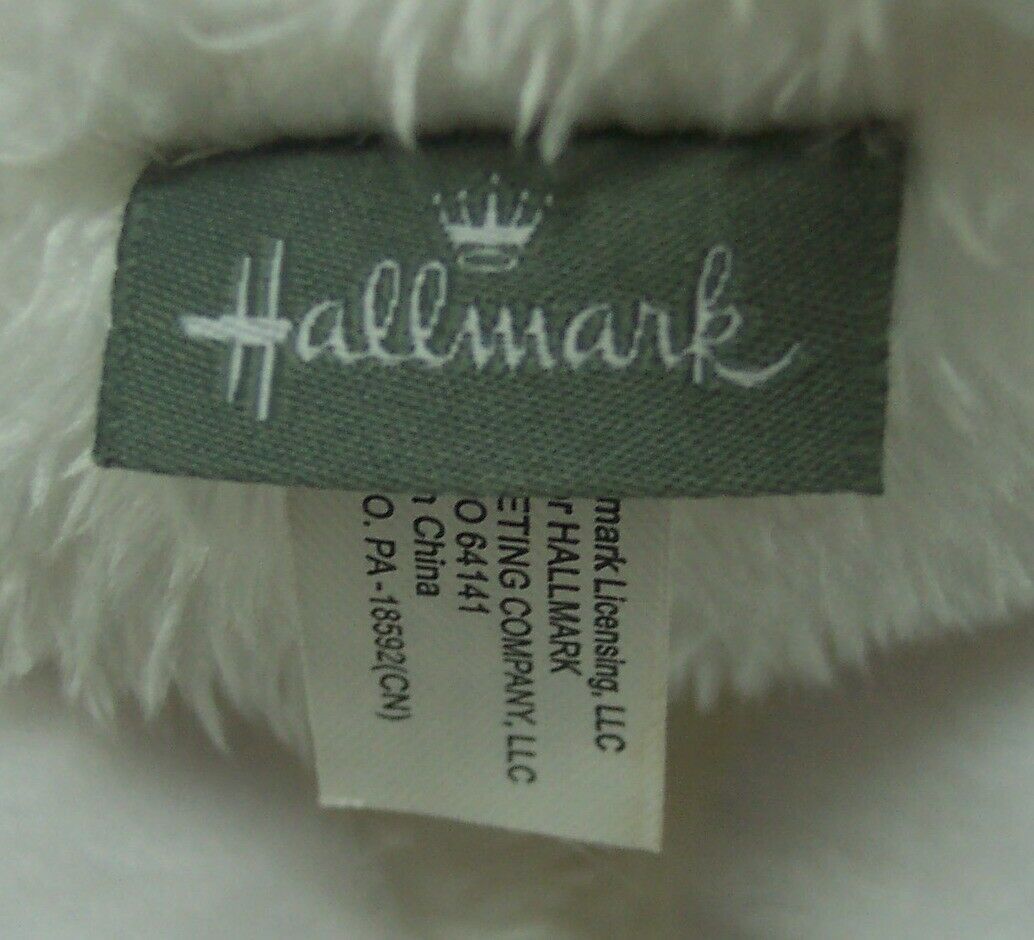 Hallmark
mark Licensing, LLC
r HALLMARK
ETING COMPANY, LLC
O 64141
China
O. PA-18592(CN)